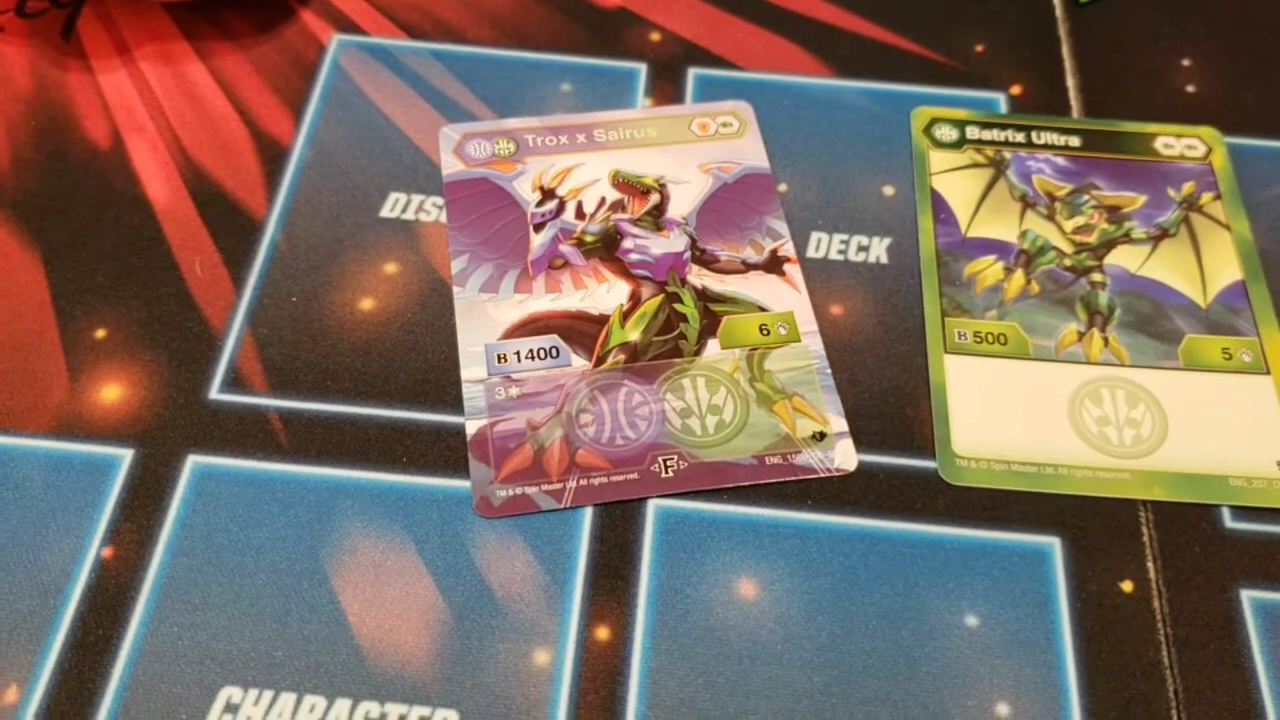 Trox x Sairus
B 1400
6
3
F
TM & © Spin Master Ltd. All rights reserved.
Batrix Ultra
B 500
5
TM & © Spin Master Ltd. All rights reserved.
DECK
CHARACTER